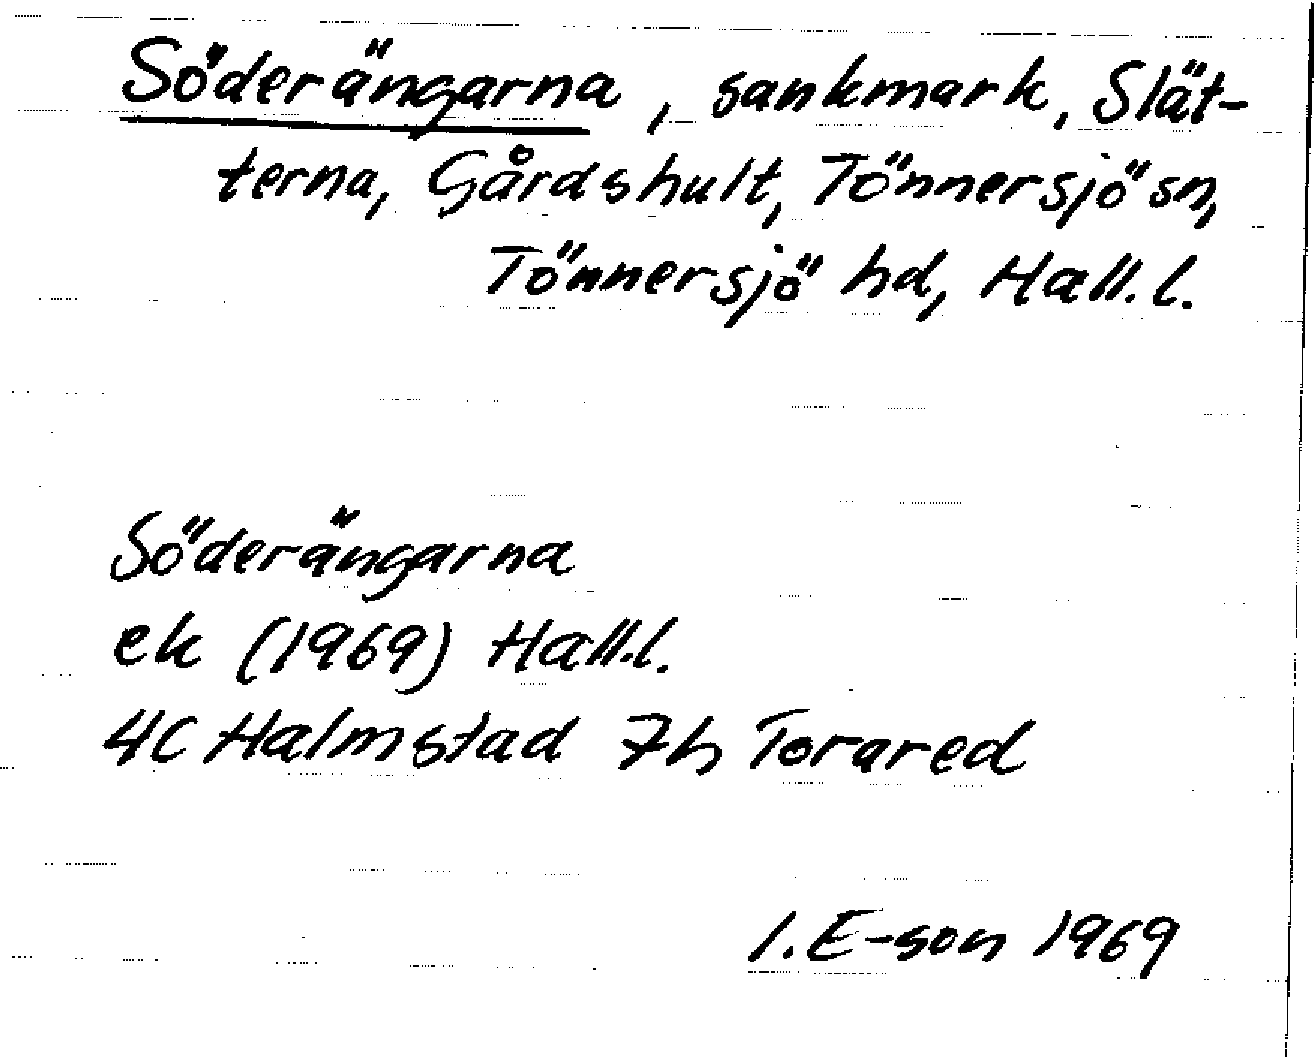 Söderängarna, sankmark, Slät-
terna, Gårdshult, Tönnersjö sn,
Tönnersjö hd, Hall.l.
Söderängarna
ek (1969) Hall.l.
4C Halmstad 7h Torared
I. E-son 1969